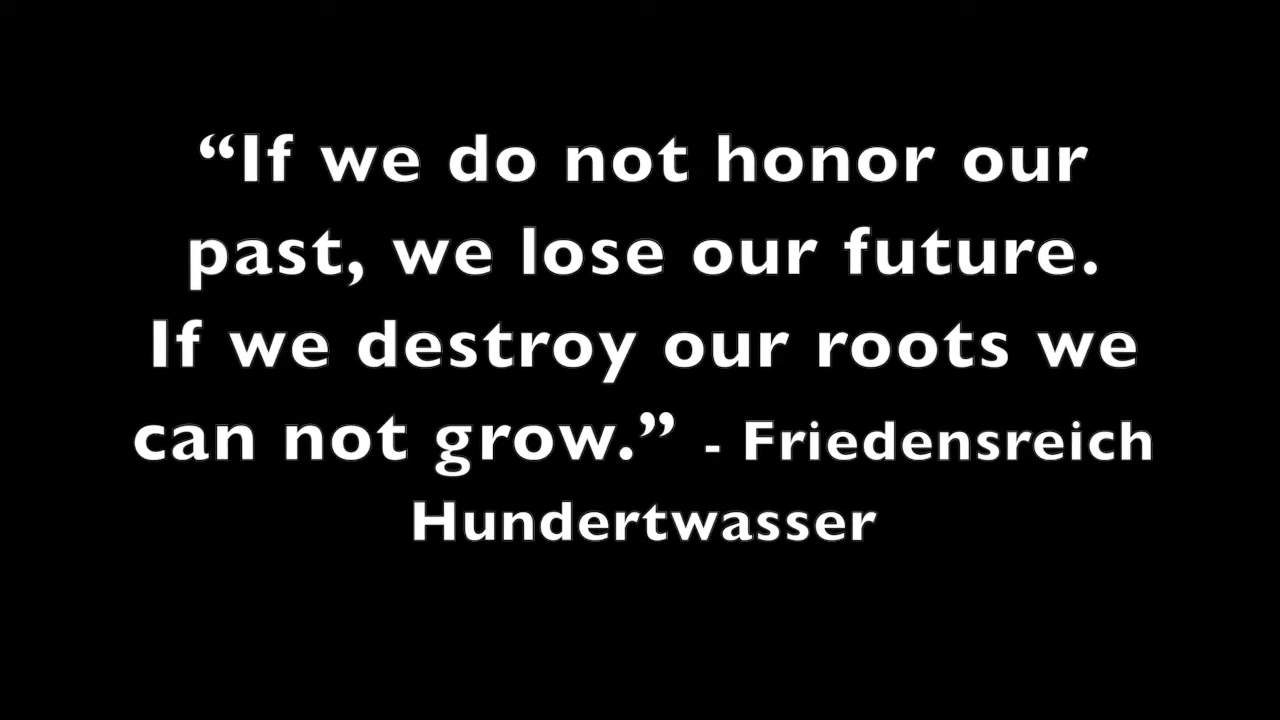 “If we do not honor our
past, we lose our future.
If we destroy our roots we
can not grow.” - Friedensreich
Hundertwasser